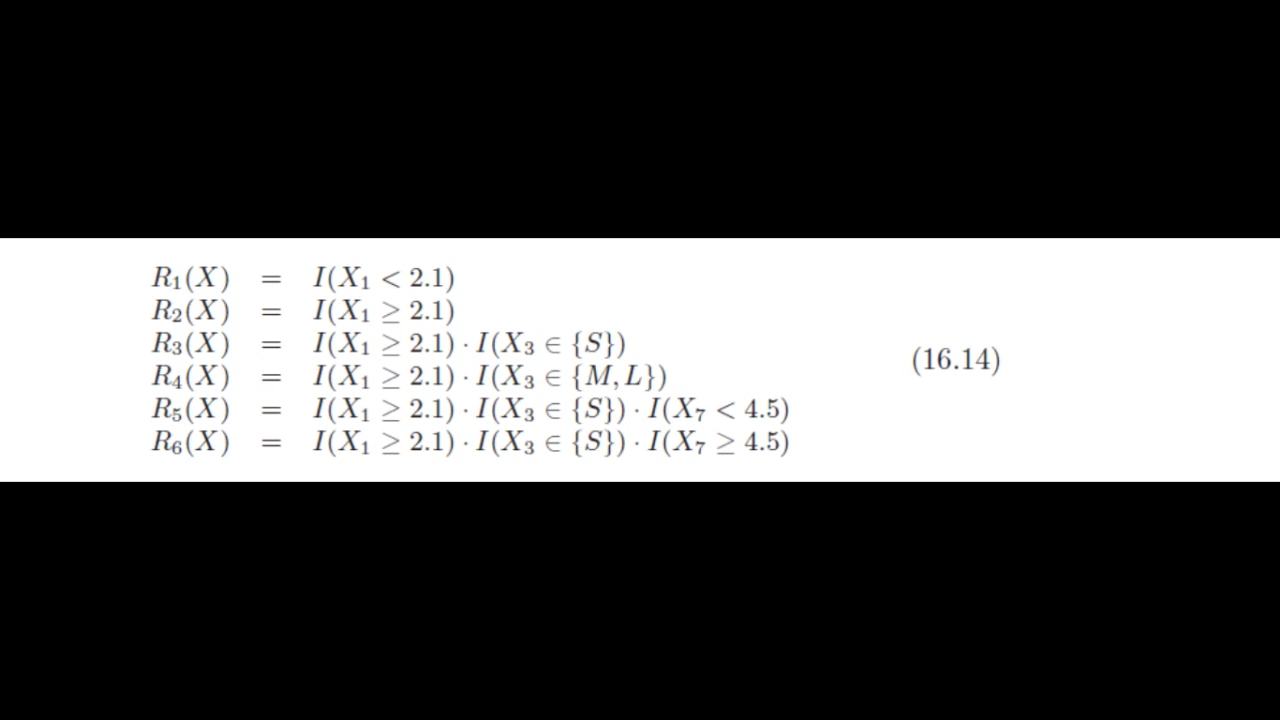 R₁(X) = I(X₁ < 2.1)
R₂(X) = I(X₁ ≥ 2.1)
R₃(X) = I(X₁ ≥ 2.1) · I(X₃ ∈ {S})
R₄(X) = I(X₁ ≥ 2.1) · I(X₃ ∈ {M, L})
R₅(X) = I(X₁ ≥ 2.1) · I(X₃ ∈ {S}) · I(X₇ < 4.5)
R₆(X) = I(X₁ ≥ 2.1) · I(X₃ ∈ {S}) · I(X₇ ≥ 4.5)
(16.14)